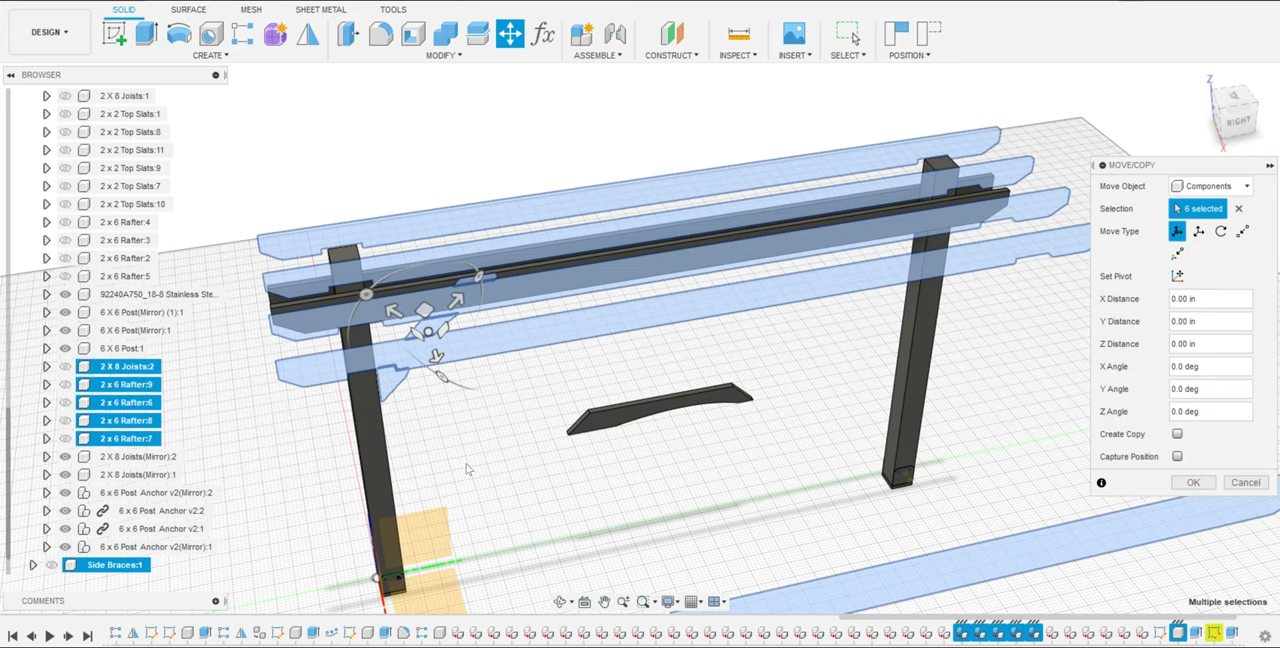 SOLID SURFACE MESH SHEET METAL TOOLS
DESIGN
fx
CREATE MODIFY ASSEMBLE CONSTRUCT INSPECT INSERT SELECT POSITION
BROWSER
2 X 8 Joists:1
2 x 2 Top Slats:1
2 x 2 Top Slats:8
2 x 2 Top Slats:11
2 x 2 Top Slats:9
2 x 2 Top Slats:7
2 x 2 Top Slats:10
2 x 6 Rafter:4
2 x 6 Rafter:3
2 x 6 Rafter:2
2 x 6 Rafter:5
92240A750_18-8 Stainless Ste...
6 X 6 Post(Mirror) (1):1
6 X 6 Post(Mirror):1
6 X 6 Post:1
2 X 8 Joists:2
2 x 6 Rafter:9
2 x 6 Rafter:6
2 x 6 Rafter:8
2 x 6 Rafter:7
2 X 8 Joists(Mirror):2
2 X 8 Joists(Mirror):1
6 x 6 Post Anchor v2(Mirror):2
6 x 6 Post Anchor v2:2
6 x 6 Post Anchor v2:1
6 x 6 Post Anchor v2(Mirror):1
Side Braces:1
COMMENTS
Z
RIGHT
X
MOVE/COPY
Move Object Components
Selection 6 selected
Move Type
Set Pivot
X Distance 0.00 in
Y Distance 0.00 in
Z Distance 0.00 in
X Angle 0.0 deg
Y Angle 0.0 deg
Z Angle 0.0 deg
Create Copy
Capture Position
OK Cancel
Multiple selections